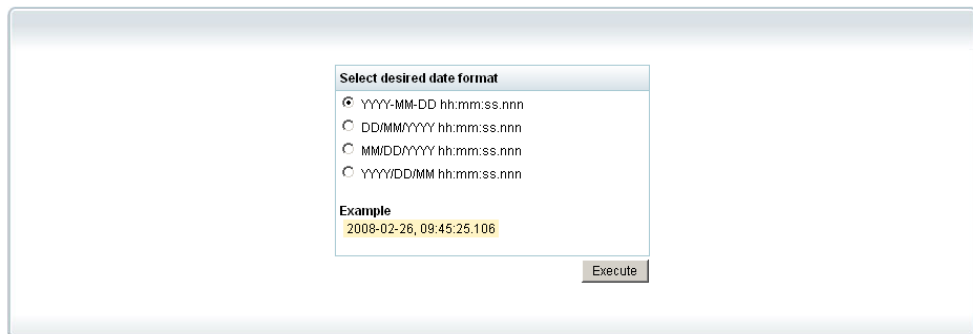 Select desired date format
YYYY-MM-DD hh:mm:ss.nnn
DD/MM/YYYY hh:mm:ss.nnn
MM/DD/YYYY hh:mm:ss.nnn
YYYY/DD/MM hh:mm:ss.nnn
Example
2008-02-26, 09:45:25.106
Execute